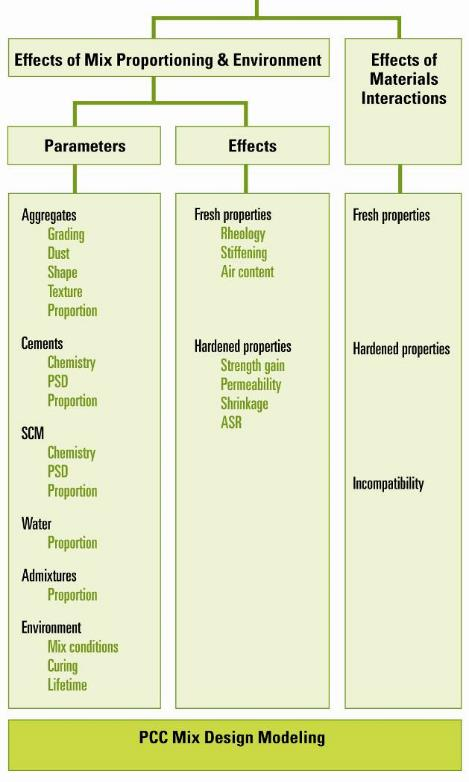 Effects of Mix Proportioning & Environment
Effects of
Materials
Interactions
Parameters
Effects
Aggregates
Grading
Dust
Shape
Texture
Proportion
Cements
Chemistry
PSD
Proportion
SCM
Chemistry
PSD
Proportion
Water
Proportion
Admixtures
Proportion
Environment
Mix conditions
Curing
Lifetime
Fresh properties
Rheology
Stiffening
Air content
Hardened properties
Strength gain
Permeability
Shrinkage
ASR
Fresh properties
Hardened properties
Incompatibility
PCC Mix Design Modeling